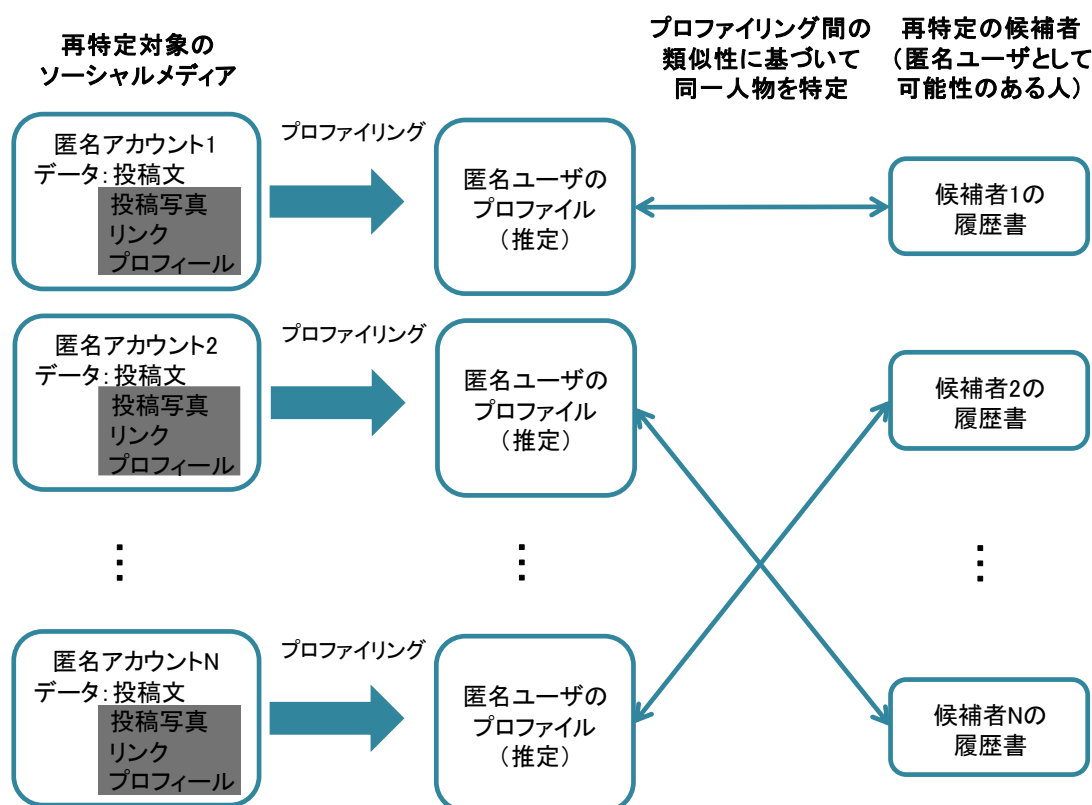 再特定対象の
ソーシャルメディア
プロファイリング間の
類似性に基づいて
同一人物を特定
再特定の候補者
（匿名ユーザとして
可能性のある人）
匿名アカウント1
データ：投稿文
投稿写真
リンク
プロフィール
プロファイリング
匿名ユーザの
プロファイル
（推定）
候補者1の
履歴書
匿名アカウント2
データ：投稿文
投稿写真
リンク
プロフィール
プロファイリング
匿名ユーザの
プロファイル
（推定）
候補者2の
履歴書
⋮
⋮
⋮
匿名アカウントN
データ：投稿文
投稿写真
リンク
プロフィール
プロファイリング
匿名ユーザの
プロファイル
（推定）
候補者Nの
履歴書